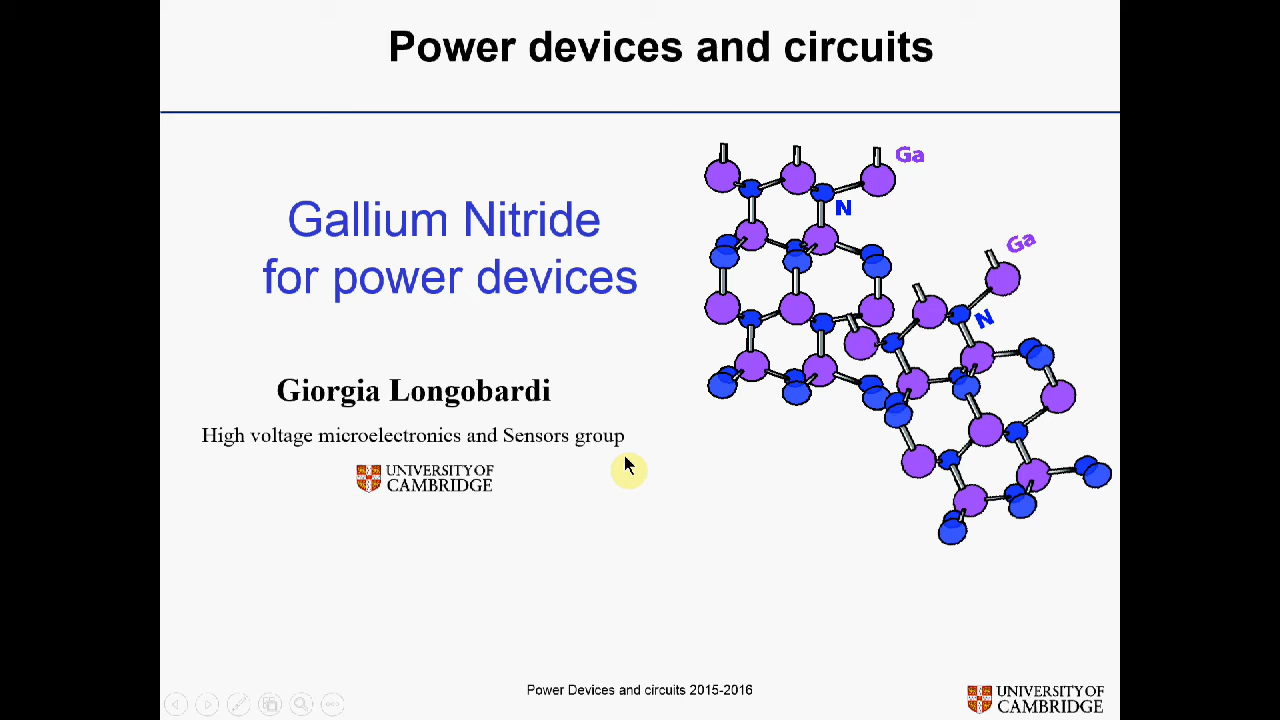 Power devices and circuits
Ga
N
Gallium Nitride
for power devices
Ga
N
Giorgia Longobardi
High voltage microelectronics and Sensors group
UNIVERSITY OF
CAMBRIDGE
Power Devices and circuits 2015-2016
UNIVERSITY OF
CAMBRIDGE